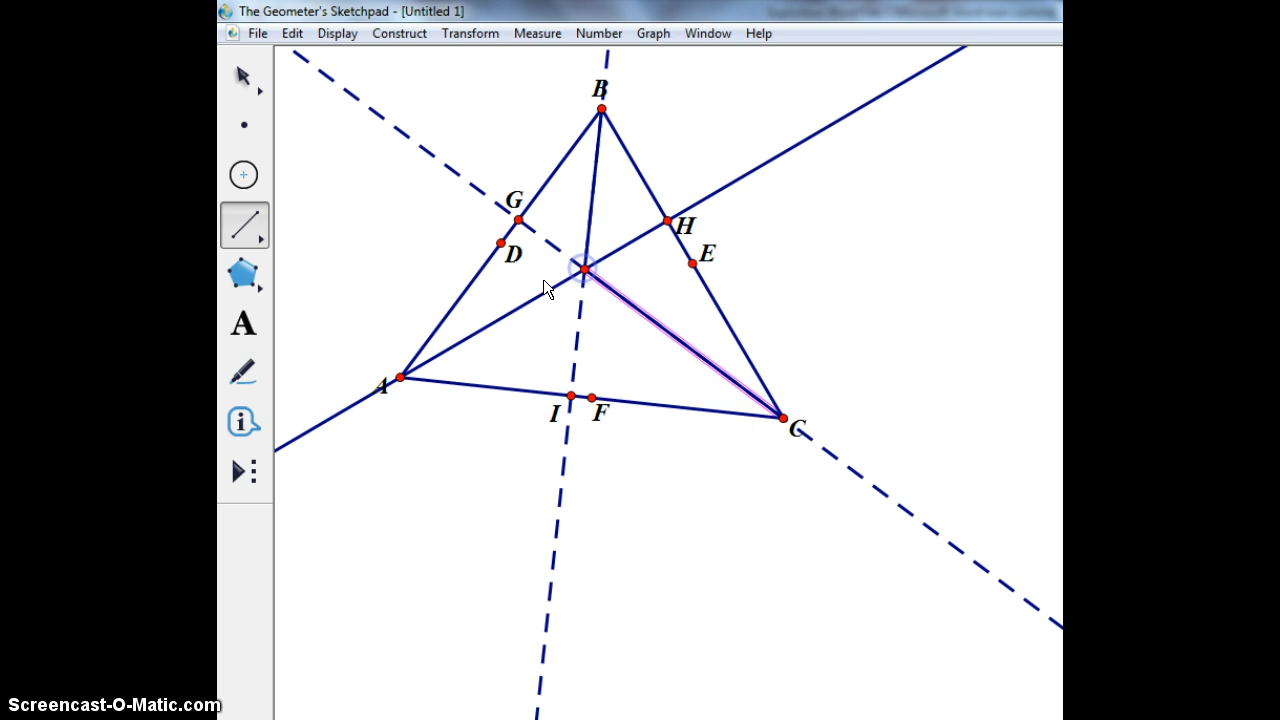 The Geometer's Sketchpad - [Untitled 1]
File Edit Display Construct Transform Measure Number Graph Window Help
B
G
H
D
E
A
I
F
C
A
Screencast-O-Matic.com